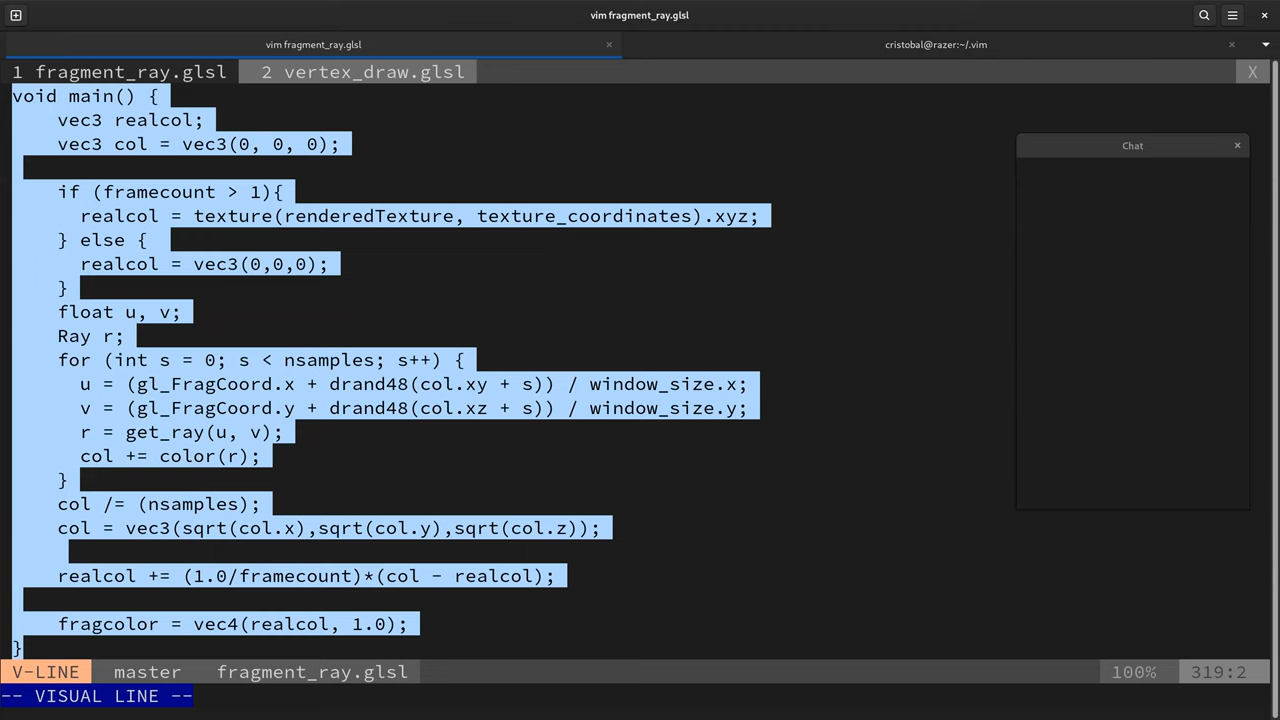 vim fragment_ray.glsl
vim fragment_ray.glsl
cristobal@razer:~/.vim
1 fragment_ray.glsl 2 vertex_draw.glsl X
void main() {
    vec3 realcol;
    vec3 col = vec3(0, 0, 0);
    if (framecount > 1){
      realcol = texture(renderedTexture, texture_coordinates).xyz;
    } else {
      realcol = vec3(0,0,0);
    }
    float u, v;
    Ray r;
    for (int s = 0; s < nsamples; s++) {
      u = (gl_FragCoord.x + drand48(col.xy + s)) / window_size.x;
      v = (gl_FragCoord.y + drand48(col.xz + s)) / window_size.y;
      r = get_ray(u, v);
      col += color(r);
    }
    col /= (nsamples);
    col = vec3(sqrt(col.x),sqrt(col.y),sqrt(col.z));
    realcol += (1.0/framecount)*(col - realcol);
    fragcolor = vec4(realcol, 1.0);
}
Chat
V-LINE master fragment_ray.glsl 100% 319:2
-- VISUAL LINE --